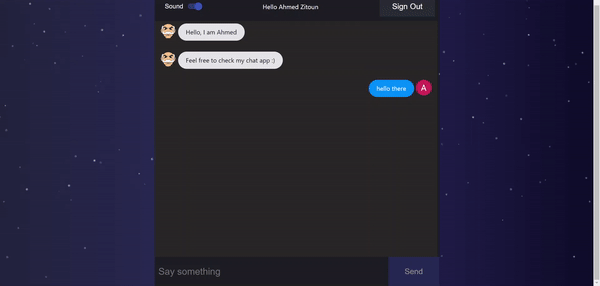 Sound
Hello Ahmed Zitoun
Sign Out
Hello, I am Ahmed
Feel free to check my chat app :)
hello there
A
Say something
Send